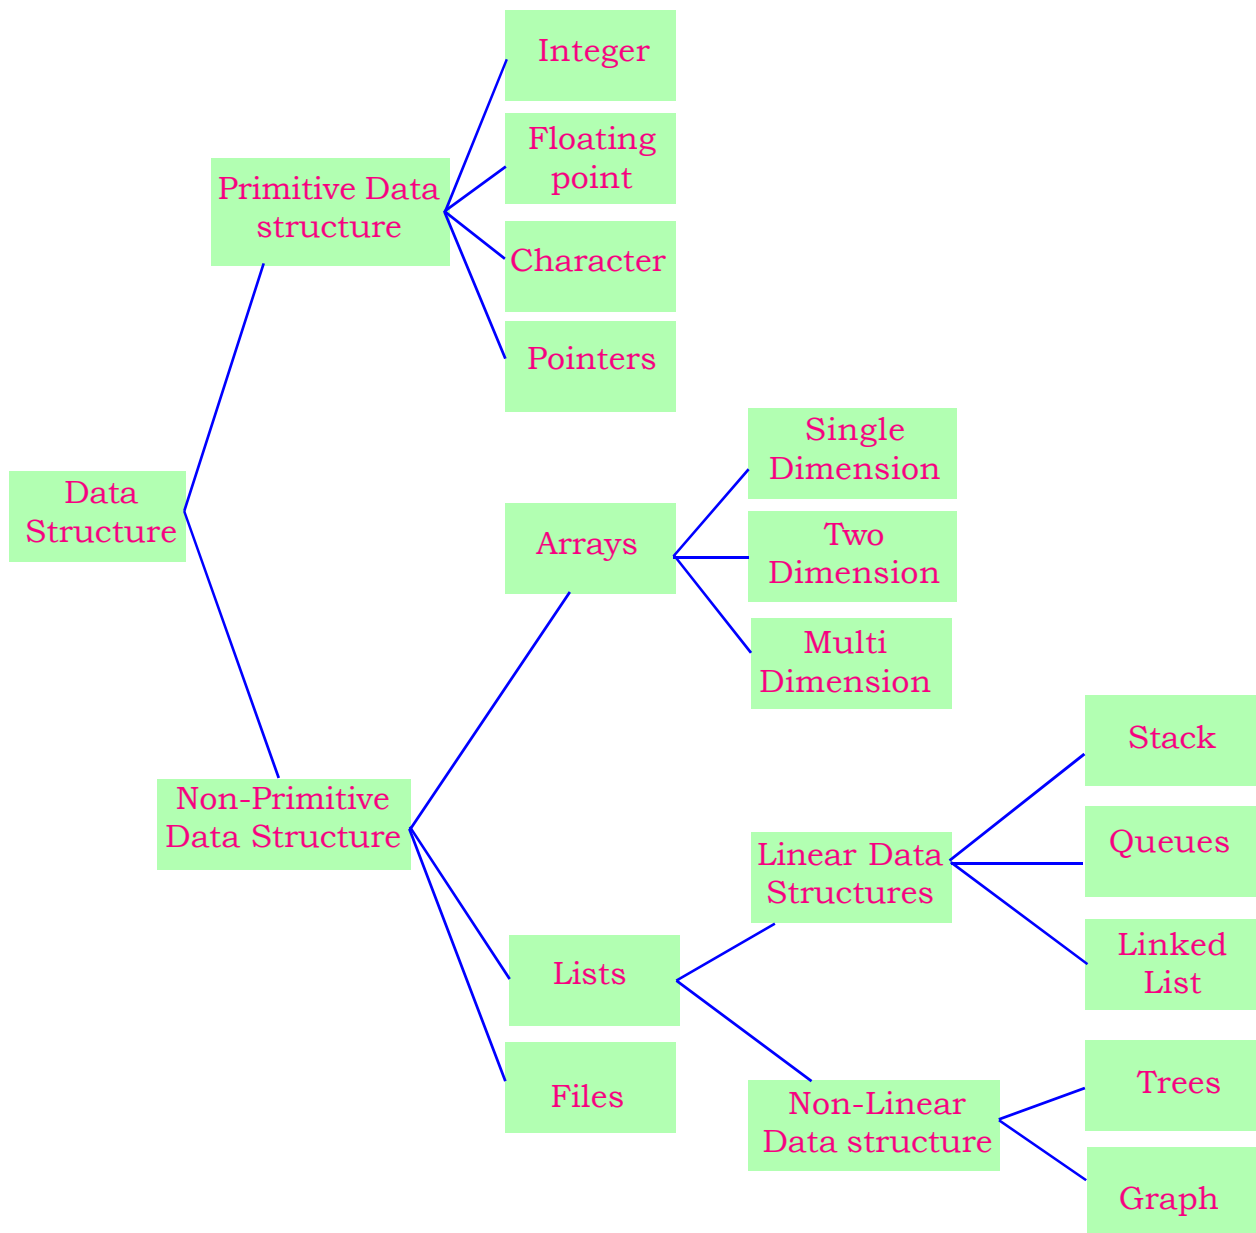 Integer
Floating
point
Primitive Data
structure
Character
Pointers
Data
Structure
Arrays
Single
Dimension
Two
Dimension
Multi
Dimension
Non-Primitive
Data Structure
Lists
Files
Linear Data
Structures
Stack
Queues
Linked
List
Non-Linear
Data structure
Trees
Graph